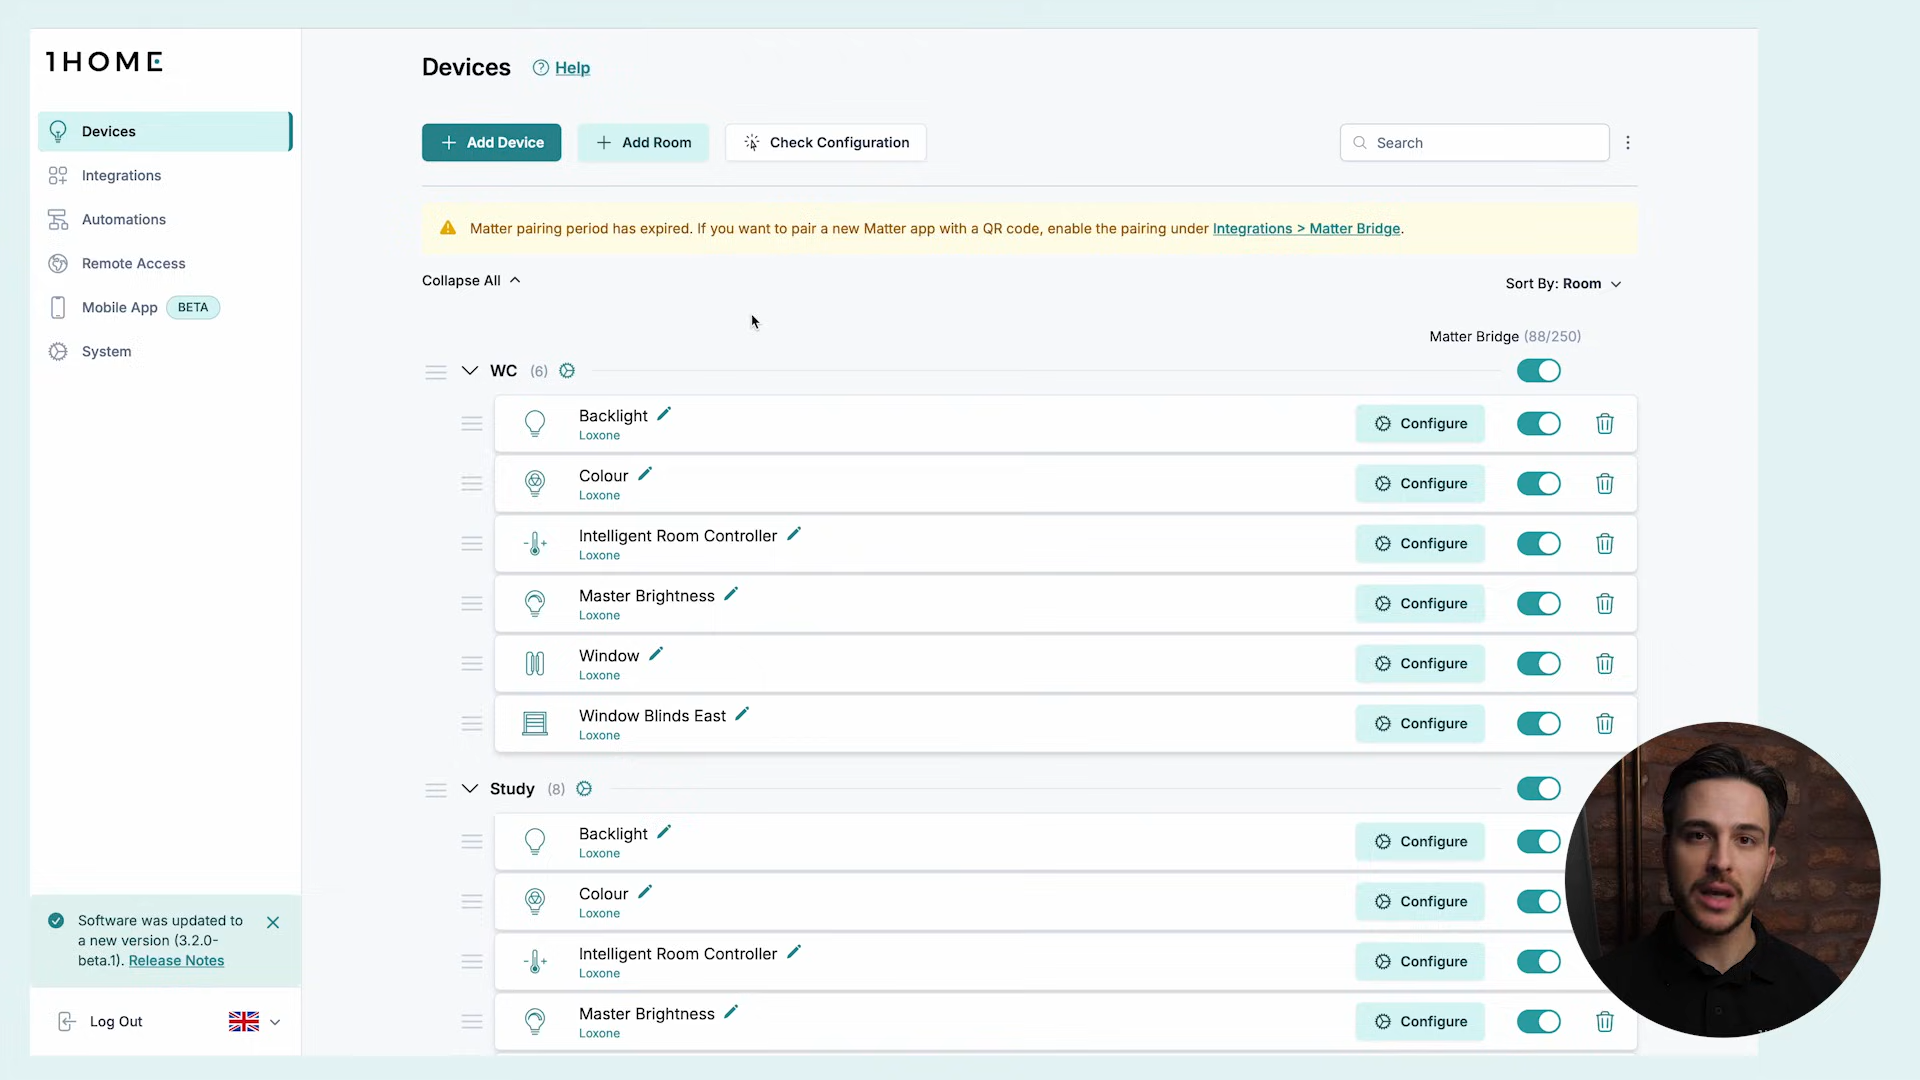 1HOME
Devices
Integrations
Automations
Remote Access
Mobile App BETA
System
Software was updated to
a new version (3.2.0-
beta.1). Release Notes
Log Out
Devices Help
Add Device
Add Room
Check Configuration
Search
Matter pairing period has expired. If you want to pair a new Matter app with a QR code, enable the pairing under Integrations > Matter Bridge.
Collapse All
Sort By: Room
Matter Bridge (88/250)
WC (6)
Backlight
Loxone
Configure
Colour
Loxone
Configure
Intelligent Room Controller
Loxone
Configure
Master Brightness
Loxone
Configure
Window
Loxone
Configure
Window Blinds East
Loxone
Configure
Study (8)
Backlight
Loxone
Configure
Colour
Loxone
Configure
Intelligent Room Controller
Loxone
Configure
Master Brightness
Loxone
Configure